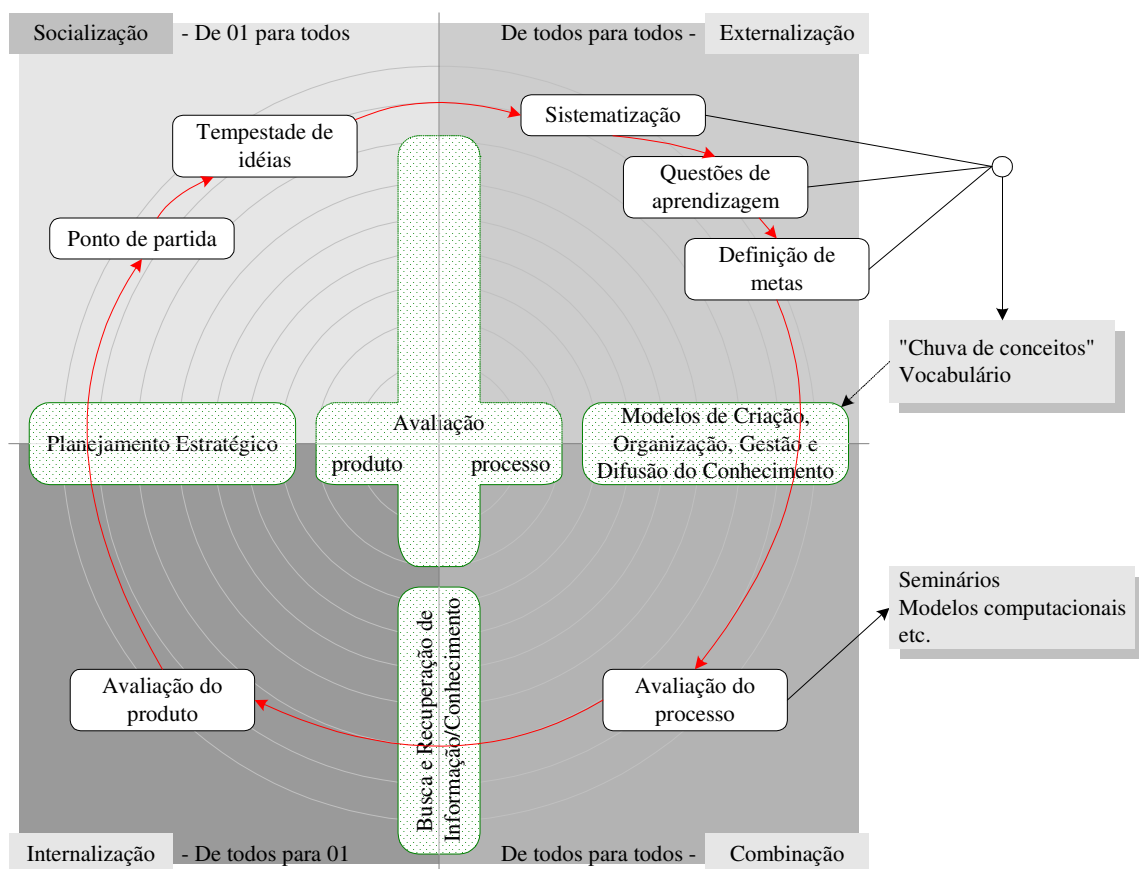 Socialização - De 01 para todos
De todos para todos - Externalização
Tempestade de
idéias
Sistematização
Questões de
aprendizagem
Ponto de partida
Definição de
metas
"Chuva de conceitos"
Vocabulário
Planejamento Estratégico
Avaliação
produto processo
Modelos de Criação,
Organização, Gestão e
Difusão do Conhecimento
Seminários
Modelos computacionais
etc.
Avaliação do
produto
Busca e Recuperação de
Informação/Conhecimento
Avaliação do
processo
Internalização - De todos para 01
De todos para todos - Combinação